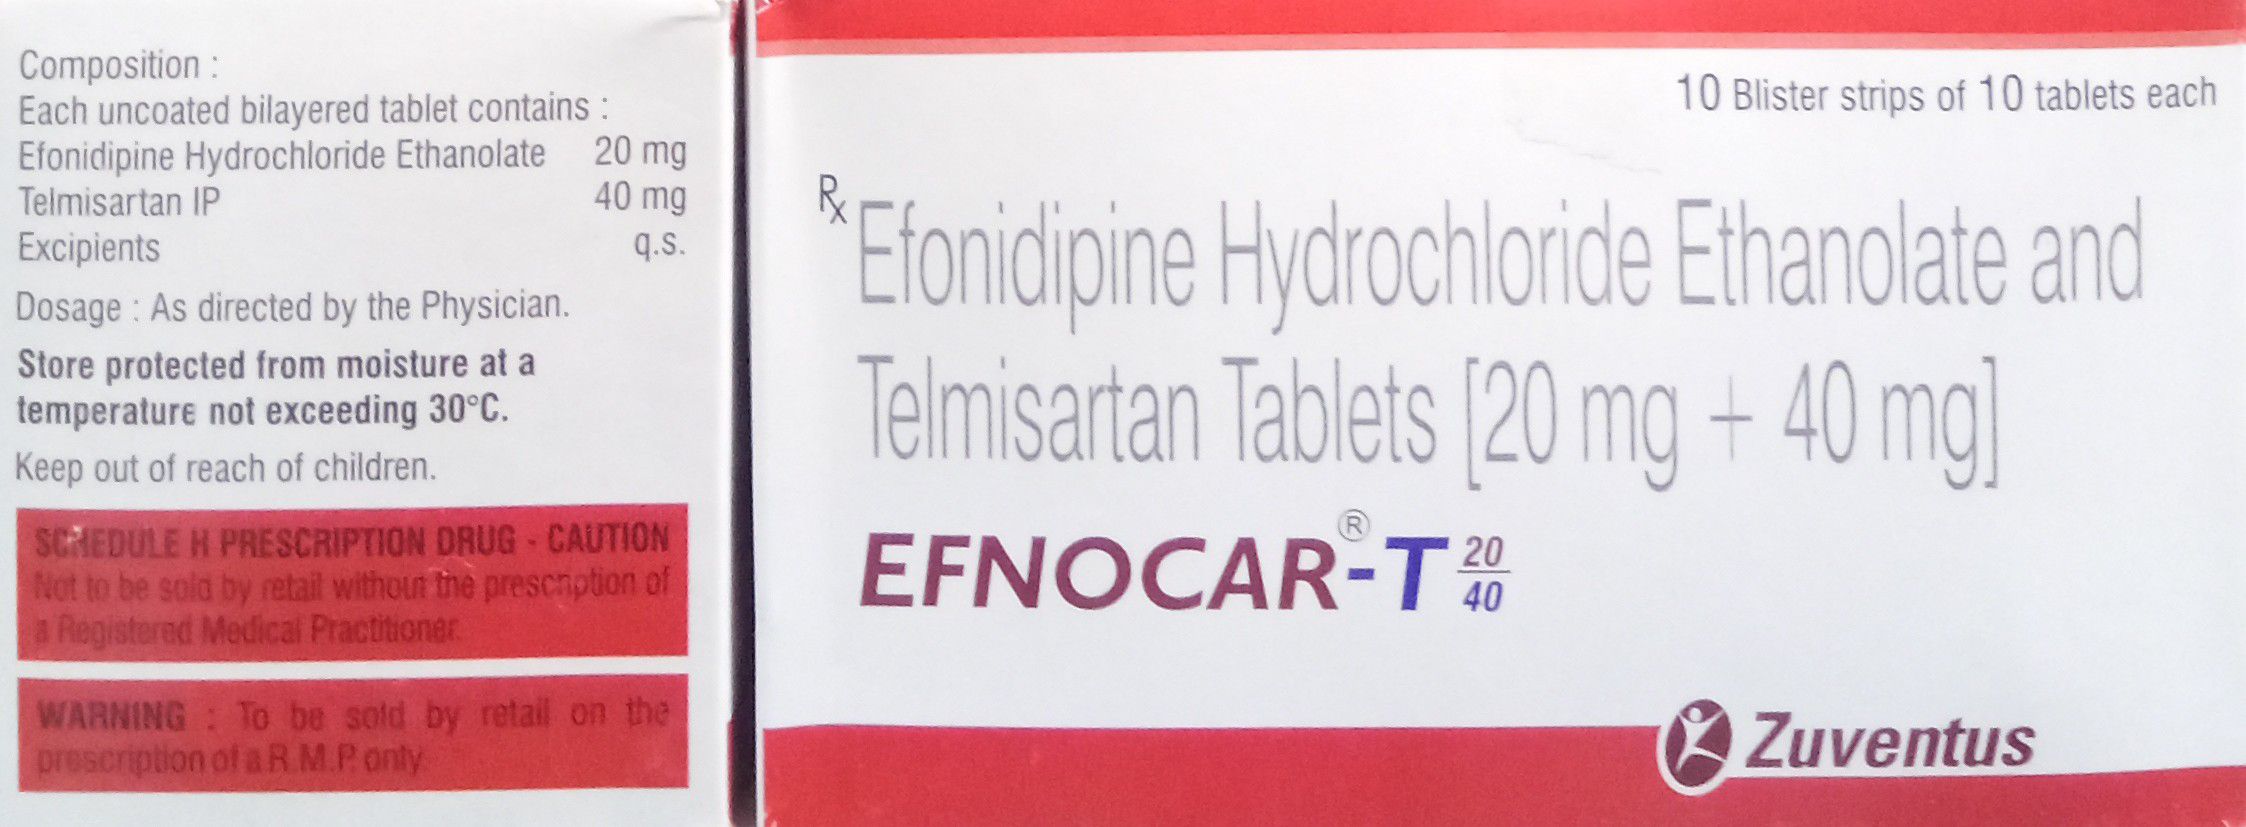 Composition :
Each uncoated bilayered tablet contains :
Efonidipine Hydrochloride Ethanolate 20 mg
Telmisartan IP 40 mg
Excipients q.s.
Dosage : As directed by the Physician.
Store protected from moisture at a
temperature not exceeding 30°C.
Keep out of reach of children.
SCHEDULE H PRESCRIPTION DRUG - CAUTION
Not to be sold by retail without the prescription of
a Registered Medical Practitioner.
WARNING : To be sold by retail on the
prescription of a R.M.P. only.
10 Blister strips of 10 tablets each
Rx Efonidipine Hydrochloride Ethanolate and
Telmisartan Tablets [20 mg + 40 mg]
EFNOCAR®-T 20/40
Zuventus